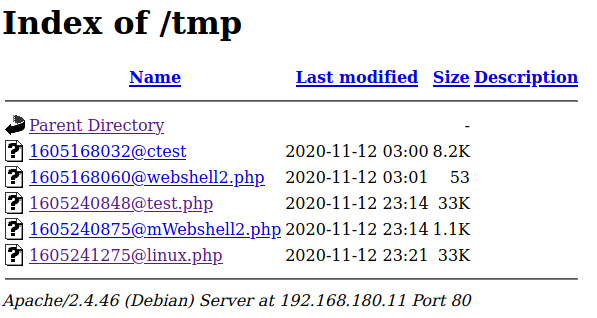 Index of /tmp
Name Last modified Size Description
Parent Directory -
1605168032@ctest 2020-11-12 03:00 8.2K
1605168060@webshell2.php 2020-11-12 03:01 53
1605240848@test.php 2020-11-12 23:14 33K
1605240875@mWebshell2.php 2020-11-12 23:14 1.1K
1605241275@linux.php 2020-11-12 23:21 33K
Apache/2.4.46 (Debian) Server at 192.168.180.11 Port 80